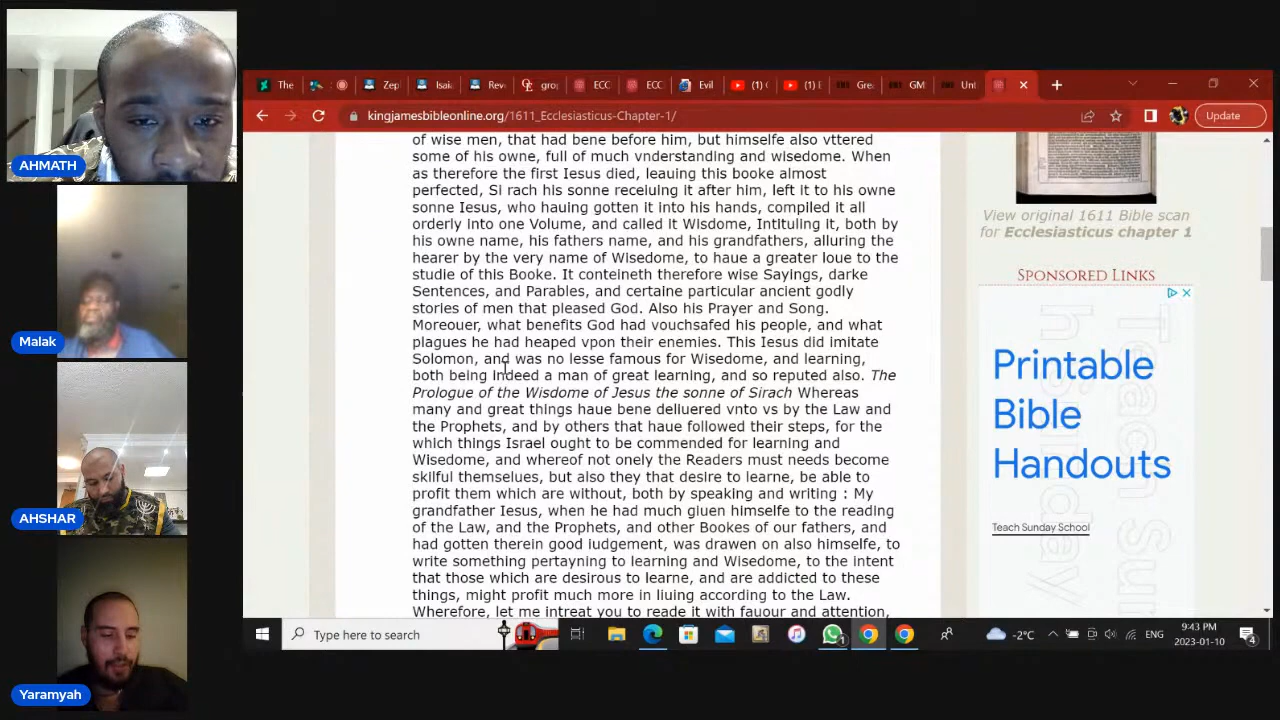 AHMATH
Malak
AHSHAR
Yaramyah
The
Zep
Isai
Rev
gro
ECC
ECC
Evil
(1)
(1)
Gre
GM
Unt
kingjamesbibleonline.org/1611_Ecclesiasticus-Chapter-1/
Update
of wise men, that had bene before him, but himselfe also vttered
some of his owne, full of much vnderstanding and wisedome. When
as therefore the first Iesus died, leauing this booke almost
perfected, Si rach his sonne receiuing it after him, left it to his owne
sonne Iesus, who hauing gotten it into his hands, compiled it all
orderly into one Volume, and called it Wisdome, Intituling it, both by
his owne name, his fathers name, and his grandfathers, alluring the
hearer by the very name of Wisedome, to haue a greater loue to the
studie of this Booke. It conteineth therefore wise Sayings, darke
Sentences, and Parables, and certaine particular ancient godly
stories of men that pleased God. Also his Prayer and Song.
Moreouer, what benefits God had vouchsafed his people, and what
plagues he had heaped vpon their enemies. This Iesus did imitate
Solomon, and was no lesse famous for Wisedome, and learning,
both being indeed a man of great learning, and so reputed also. The
Prologue of the Wisdome of Jesus the sonne of Sirach Whereas
many and great things haue bene deliuered vnto vs by the Law and
the Prophets, and by others that haue followed their steps, for the
which things Israel ought to be commended for learning and
Wisedome, and whereof not onely the Readers must needs become
skilful themselues, but also they that desire to learne, be able to
profit them which are without, both by speaking and writing : My
grandfather Iesus, when he had much giuen himselfe to the reading
of the Law, and the Prophets, and other Bookes of our fathers, and
had gotten therein good iudgement, was drawen on also himselfe, to
write something pertayning to learning and Wisedome, to the intent
that those which are desirous to learne, and are addicted to these
things, might profit much more in liuing according to the Law.
Wherefore, let me intreat you to reade it with fauour and attention,
View original 1611 Bible scan
for Ecclesiasticus chapter 1
SPONSORED LINKS
Printable
Bible
Handouts
Teach Sunday School
Type here to search
1
-2°C
ENG
9:43 PM
2023-01-10
4